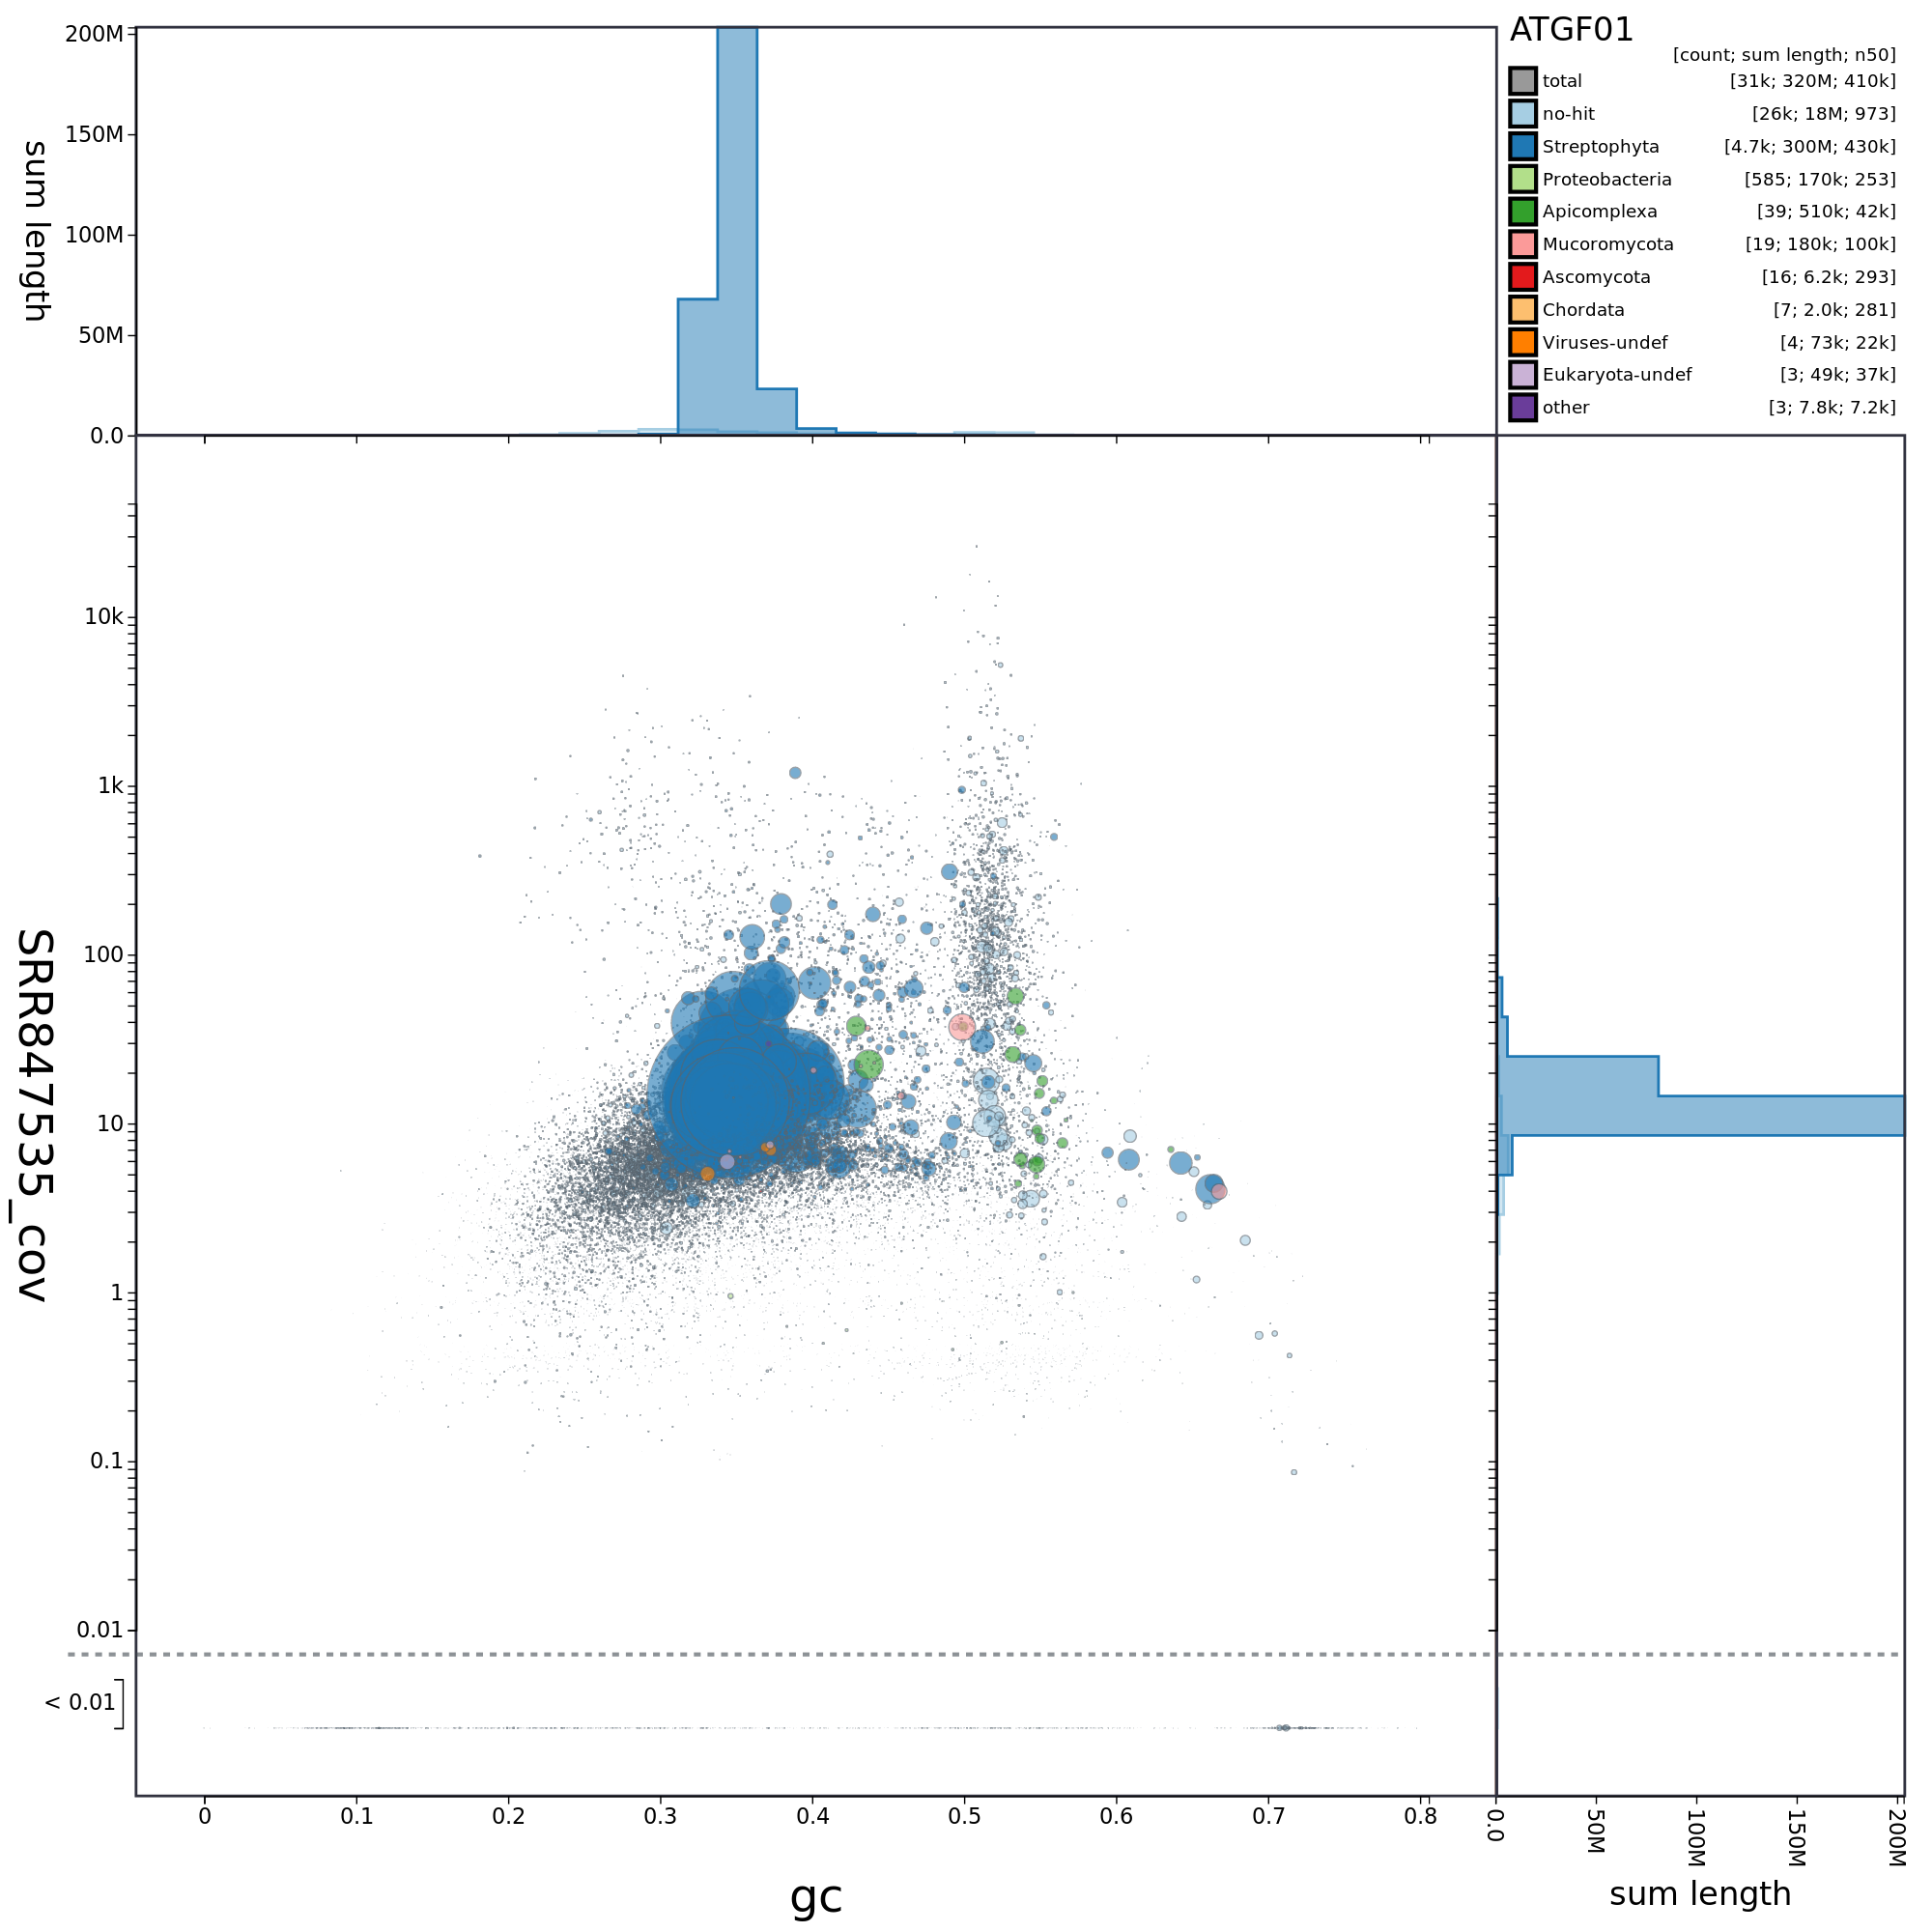 ATGF01
[count; sum length; n50]
total [31k; 320M; 410k]
no-hit [26k; 18M; 973]
Streptophyta [4.7k; 300M; 430k]
Proteobacteria [585; 170k; 253]
Apicomplexa [39; 510k; 42k]
Mucoromycota [19; 180k; 100k]
Ascomycota [16; 6.2k; 293]
Chordata [7; 2.0k; 281]
Viruses-undef [4; 73k; 22k]
Eukaryota-undef [3; 49k; 37k]
other [3; 7.8k; 7.2k]
sum length
200M
150M
100M
50M
0.0
SRR847535_cov
10k
1k
100
10
1
0.1
0.01
< 0.01
0 0.1 0.2 0.3 0.4 0.5 0.6 0.7 0.8
gc
0.0 50M 100M 150M 200M
sum length